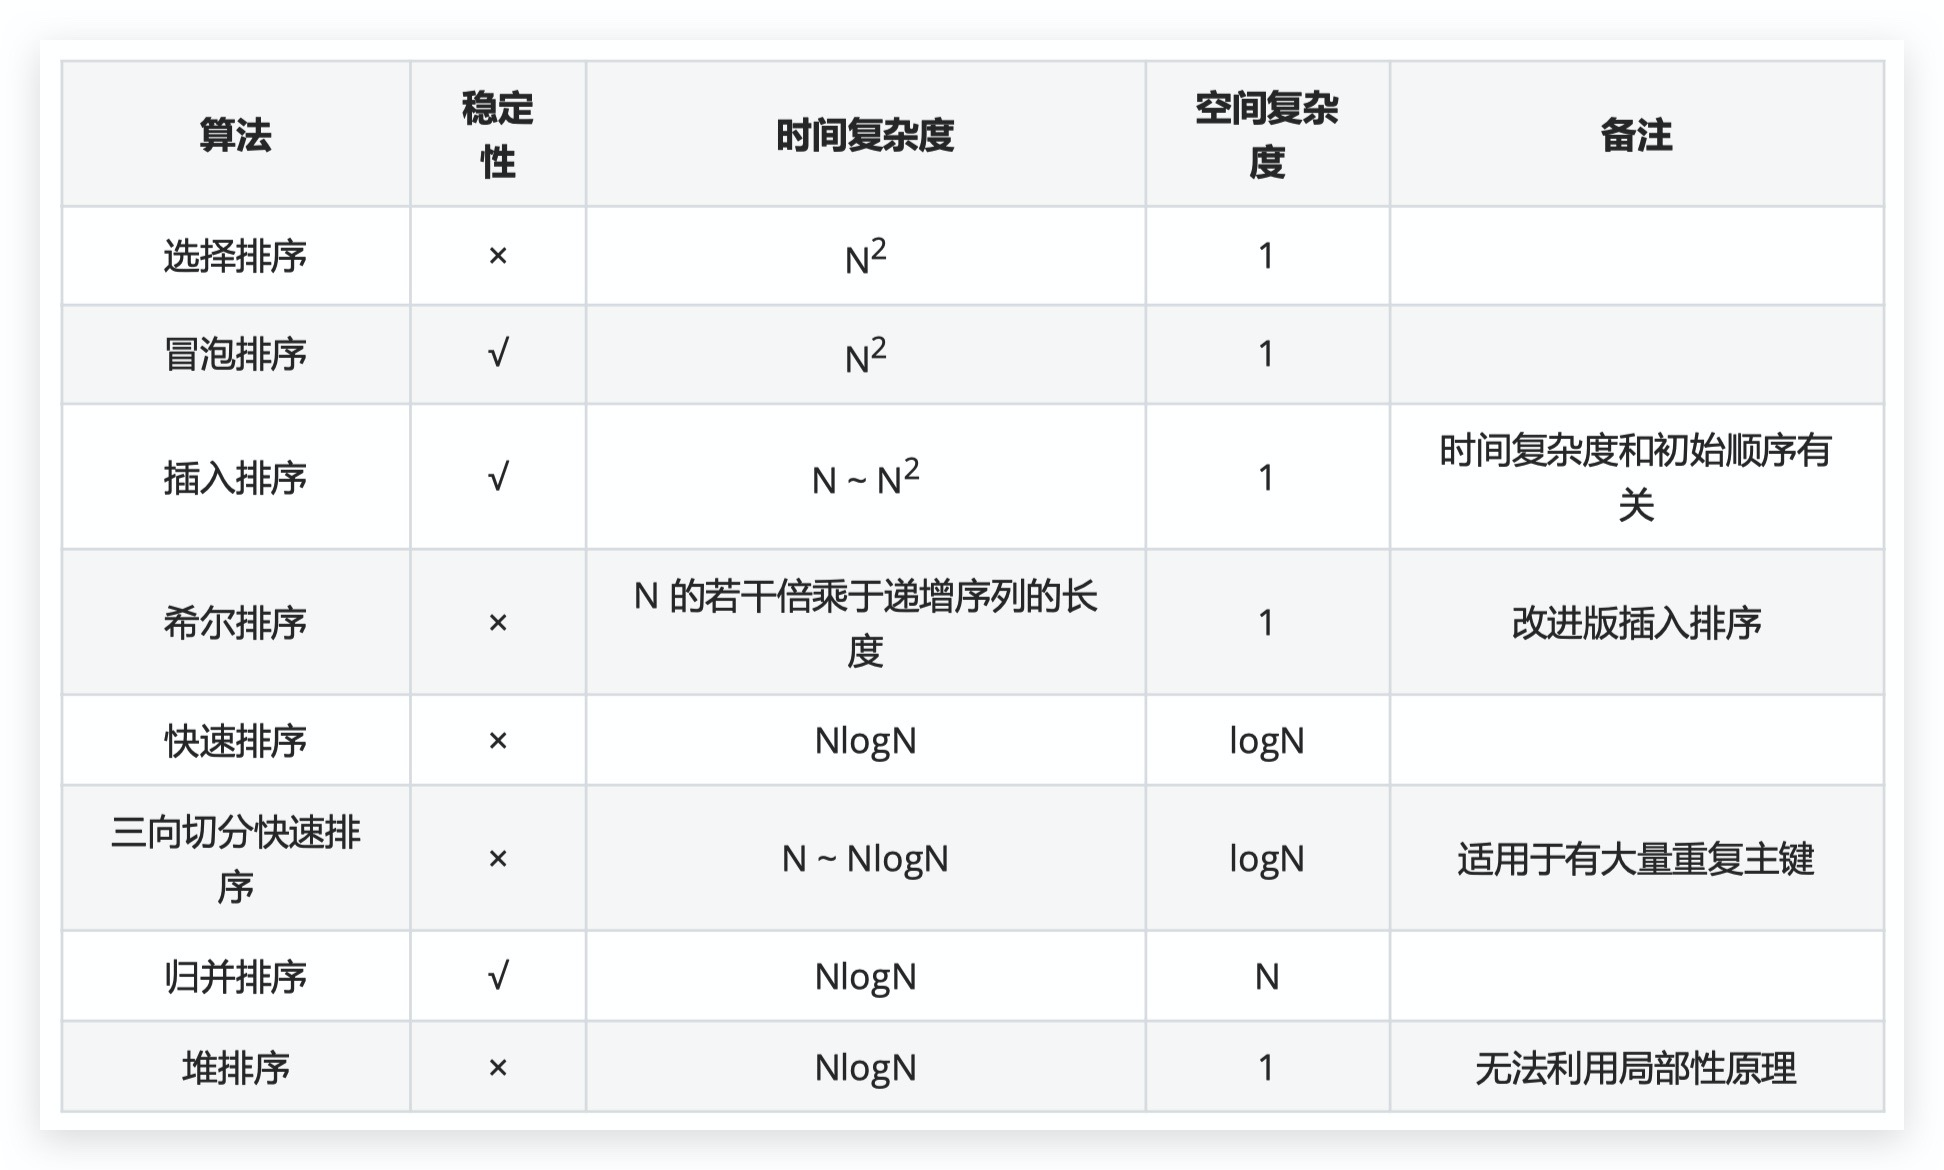 算法 稳定性 时间复杂度 空间复杂度 备注
选择排序 × N² 1
冒泡排序 √ N² 1
插入排序 √ N ~ N² 1 时间复杂度和初始顺序有关
希尔排序 × N 的若干倍乘于递增序列的长度 1 改进版插入排序
快速排序 × NlogN logN
三向切分快速排序 × N ~ NlogN logN 适用于有大量重复主键
归并排序 √ NlogN N
堆排序 × NlogN 1 无法利用局部性原理